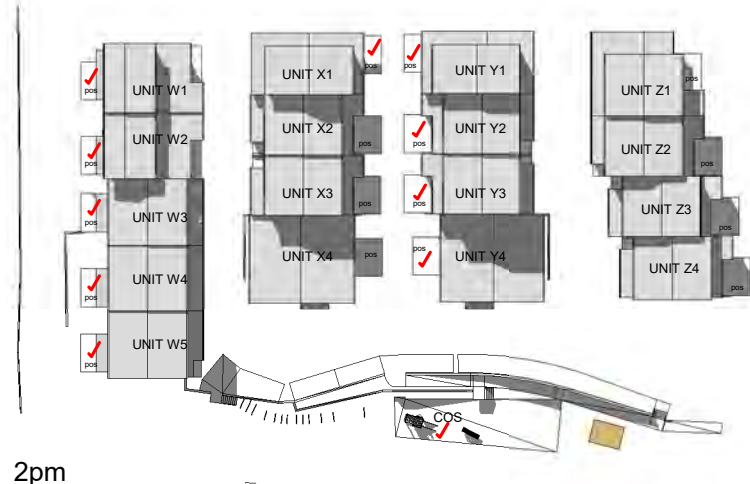 UNIT W1
pos
UNIT W2
pos
UNIT W3
pos
UNIT W4
pos
UNIT W5
pos
UNIT X1
pos
UNIT X2
pos
UNIT X3
UNIT X4
pos
UNIT Y1
pos
UNIT Y2
pos
UNIT Y3
pos
UNIT Y4
pos
UNIT Z1
pos
UNIT Z2
pos
UNIT Z3
pos
UNIT Z4
pos
COS
2pm